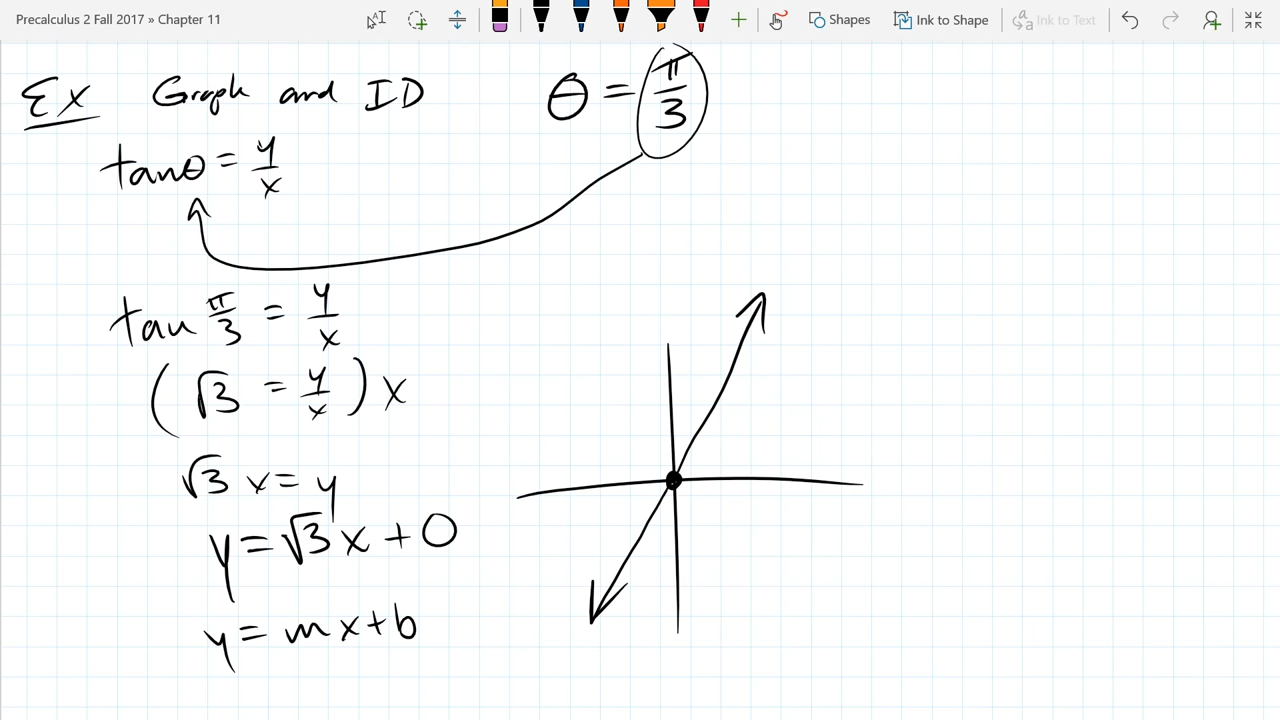 Precalculus 2 Fall 2017 » Chapter 11
Shapes
Ink to Shape
Ink to Text
Ex Graph and ID θ = π/3
tanθ = y/x
tan π/3 = y/x
(√3 = y/x) x
√3 x = y
y = √3 x + 0
y = mx + b